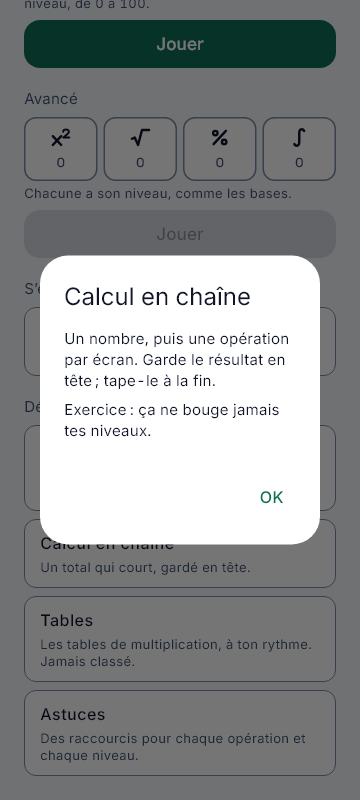 niveau, de 0 à 100.
Jouer
Avancé
x²
√
%
∫
0
0
0
0
Chacune a son niveau, comme les bases.
Jouer
Calcul en chaîne
Un nombre, puis une opération
par écran. Garde le résultat en
tête ; tape-le à la fin.
Exercice : ça ne bouge jamais
tes niveaux.
OK
Calcul en chaîne
Un total qui court, gardé en tête.
Tables
Les tables de multiplication, à ton rythme.
Jamais classé.
Astuces
Des raccourcis pour chaque opération et
chaque niveau.